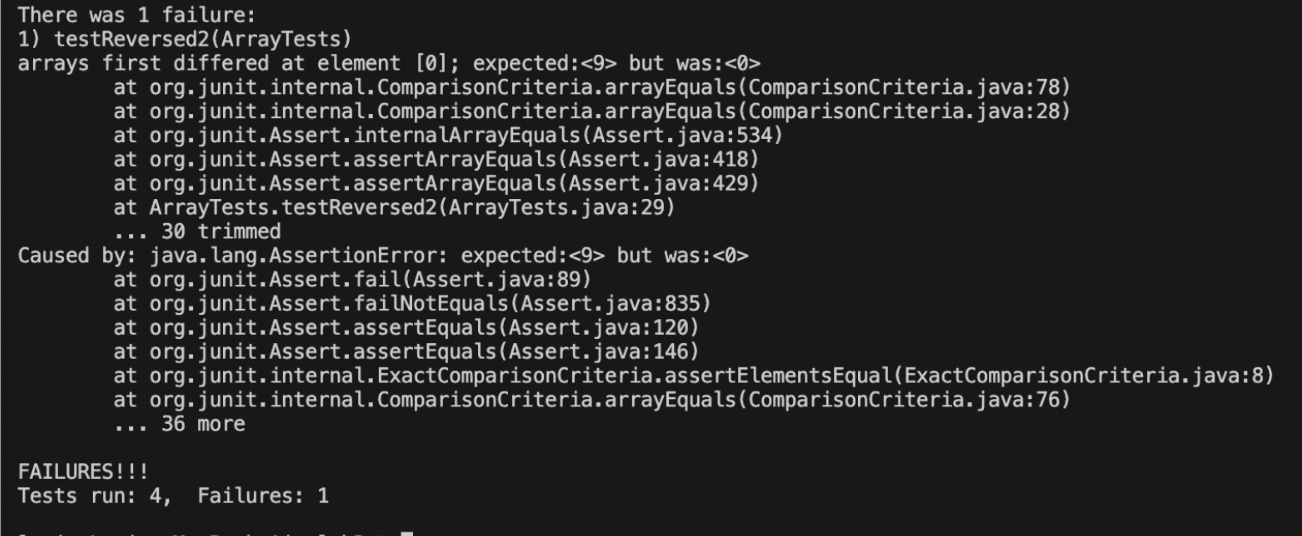 There was 1 failure:
1) testReversed2(ArrayTests)
arrays first differed at element [0]; expected:<9> but was:<0>
        at org.junit.internal.ComparisonCriteria.arrayEquals(ComparisonCriteria.java:78)
        at org.junit.internal.ComparisonCriteria.arrayEquals(ComparisonCriteria.java:28)
        at org.junit.Assert.internalArrayEquals(Assert.java:534)
        at org.junit.Assert.assertArrayEquals(Assert.java:418)
        at org.junit.Assert.assertArrayEquals(Assert.java:429)
        at ArrayTests.testReversed2(ArrayTests.java:29)
        ... 30 trimmed
Caused by: java.lang.AssertionError: expected:<9> but was:<0>
        at org.junit.Assert.fail(Assert.java:89)
        at org.junit.Assert.failNotEquals(Assert.java:835)
        at org.junit.Assert.assertEquals(Assert.java:120)
        at org.junit.Assert.assertEquals(Assert.java:146)
        at org.junit.internal.ExactComparisonCriteria.assertElementsEqual(ExactComparisonCriteria.java:8)
        at org.junit.internal.ComparisonCriteria.arrayEquals(ComparisonCriteria.java:76)
        ... 36 more
FAILURES!!!
Tests run: 4,  Failures: 1